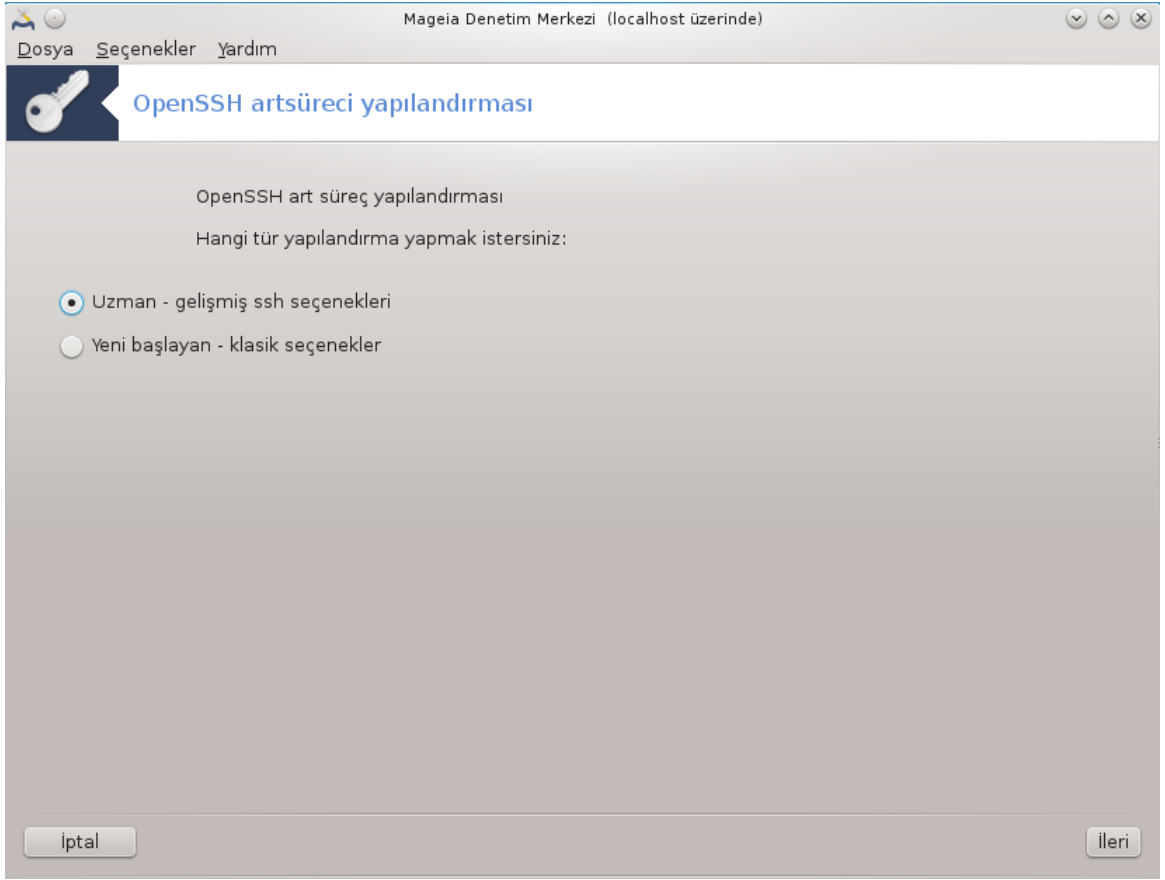 Mageia Denetim Merkezi (localhost üzerinde)
Dosya Seçenekler Yardım
OpenSSH artsüreci yapılandırması
OpenSSH art süreç yapılandırması
Hangi tür yapılandırma yapmak istersiniz:
Uzman - gelişmiş ssh seçenekleri
Yeni başlayan - klasik seçenekler
İptal İleri